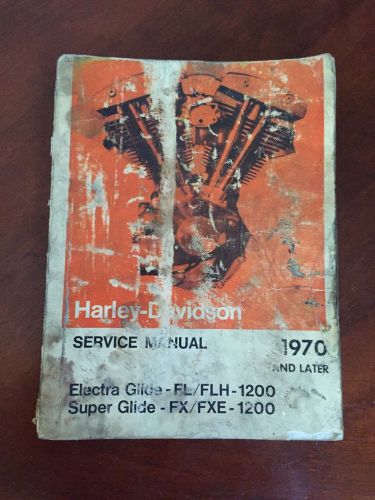 Harley-Davidson
SERVICE MANUAL
1970
AND LATER
Electra Glide - FL/FLH-1200
Super Glide - FX/FXE-1200